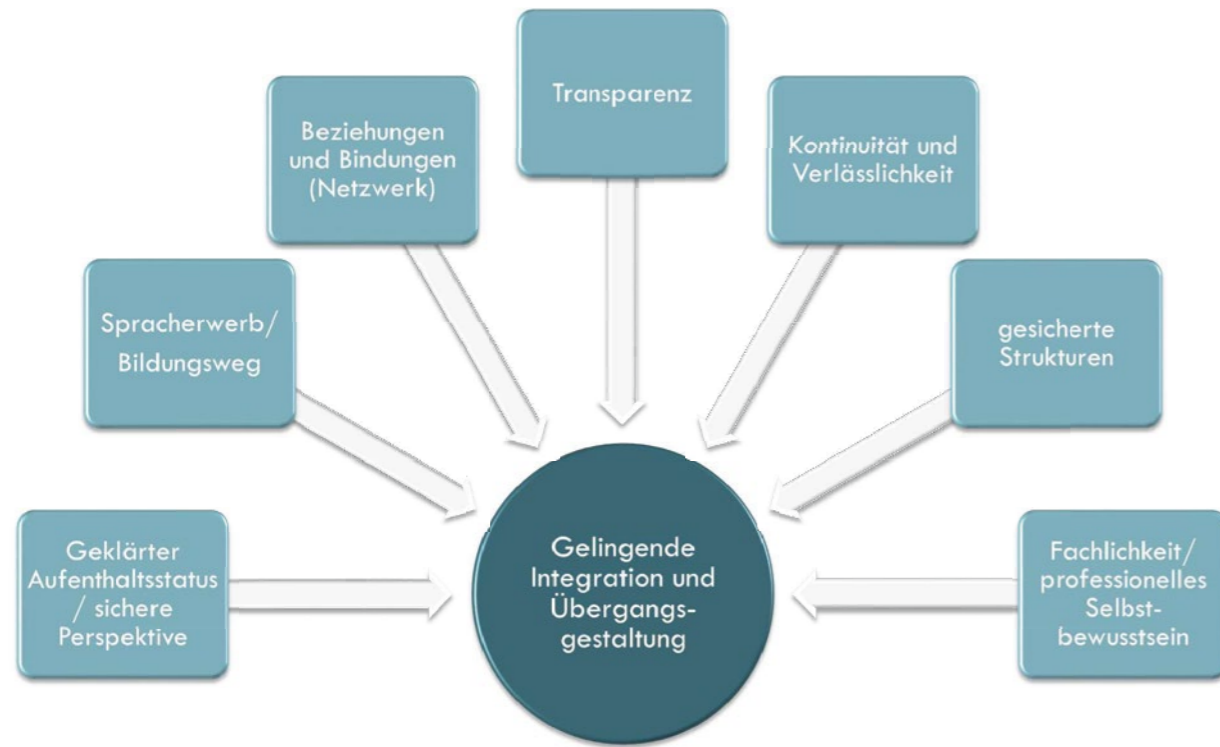 Transparenz
Beziehungen
und Bindungen
(Netzwerk)
Kontinuität und
Verlässlichkeit
Spracherwerb/
Bildungsweg
gesicherte
Strukturen
Geklärter
Aufenthaltsstatus
/ sichere
Perspektive
Gelingende
Integration und
Übergangs-
gestaltung
Fachlichkeit/
professionelles
Selbst-
bewusstsein